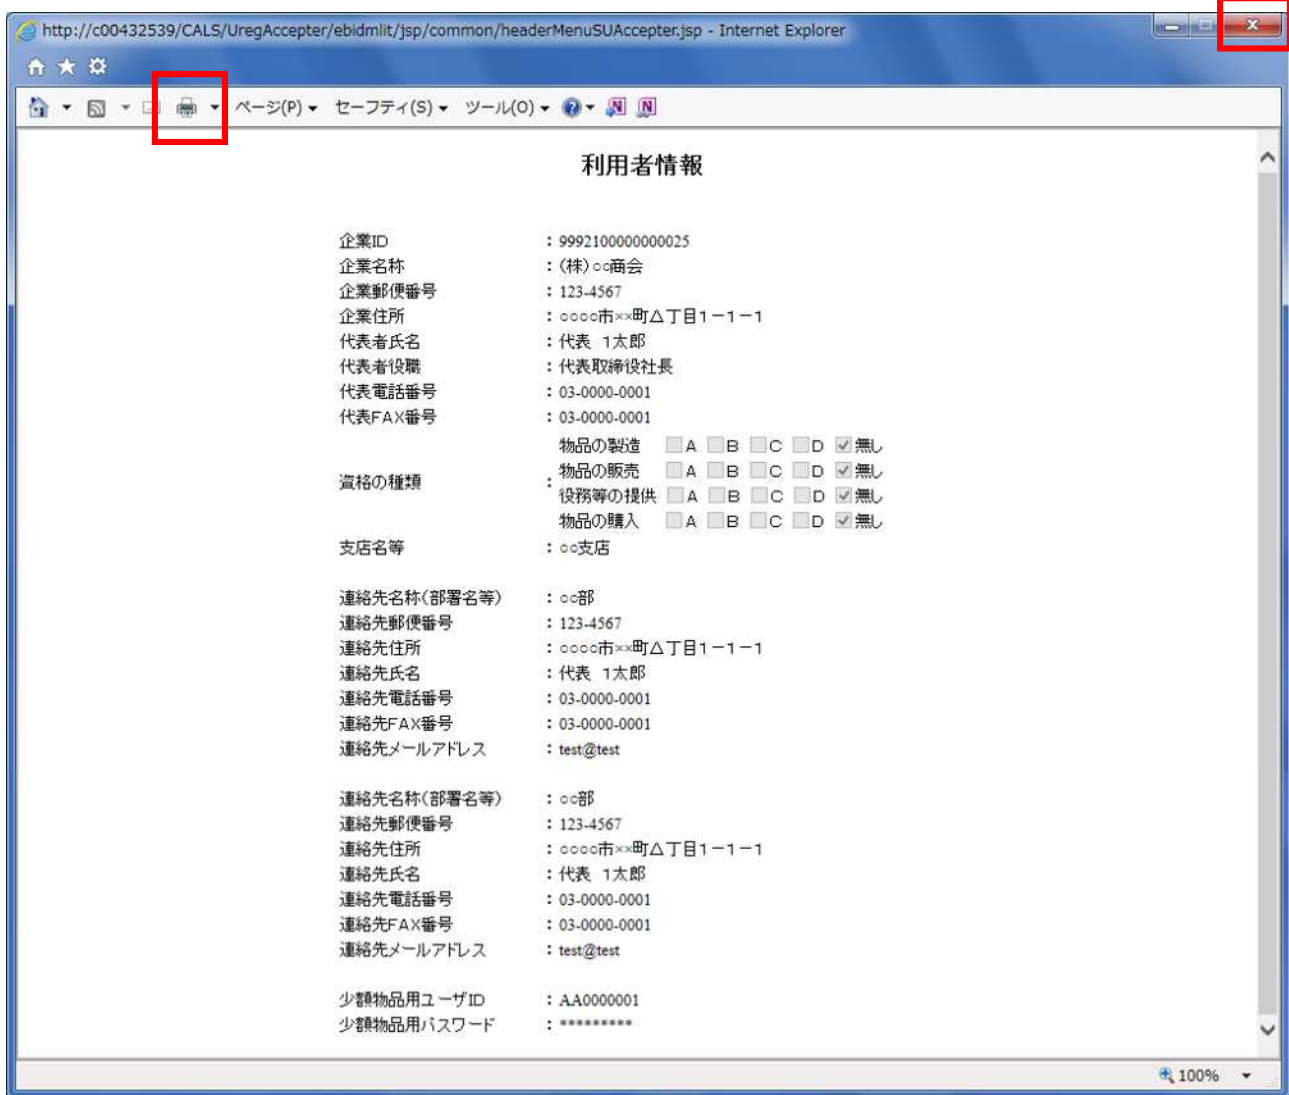 http://c00432539/CALS/UregAccepter/ebidmlit/jsp/common/headerMenuSUAccepter.jsp - Internet Explorer
ページ(P) セーフティ(S) ツール(O)
利用者情報
企業ID : 9992100000000025
企業名称 : (株)○○商会
企業郵便番号 : 123-4567
企業住所 : ○○○○市××町△丁目1-1-1
代表者氏名 : 代表 1太郎
代表者役職 : 代表取締役社長
代表電話番号 : 03-0000-0001
代表FAX番号 : 03-0000-0001
資格の種類 :
物品の製造 A B C D 無し
物品の販売 A B C D 無し
役務等の提供 A B C D 無し
物品の購入 A B C D 無し
支店名等 : ○○支店
連絡先名称(部署名等) : ○○部
連絡先郵便番号 : 123-4567
連絡先住所 : ○○○○市××町△丁目1-1-1
連絡先氏名 : 代表 1太郎
連絡先電話番号 : 03-0000-0001
連絡先FAX番号 : 03-0000-0001
連絡先メールアドレス : test@test
連絡先名称(部署名等) : ○○部
連絡先郵便番号 : 123-4567
連絡先住所 : ○○○○市××町△丁目1-1-1
連絡先氏名 : 代表 1太郎
連絡先電話番号 : 03-0000-0001
連絡先FAX番号 : 03-0000-0001
連絡先メールアドレス : test@test
少額物品用ユーザID : AA0000001
少額物品用パスワード : *********
100%